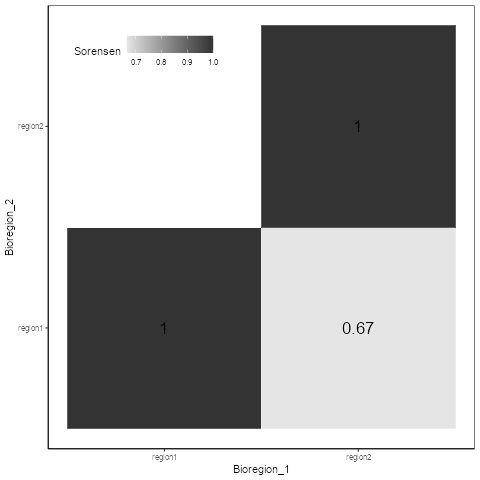 Sorensen
0.7 0.8 0.9 1.0
region2
1
Bioregion_2
region1
1
0.67
region1
region2
Bioregion_1